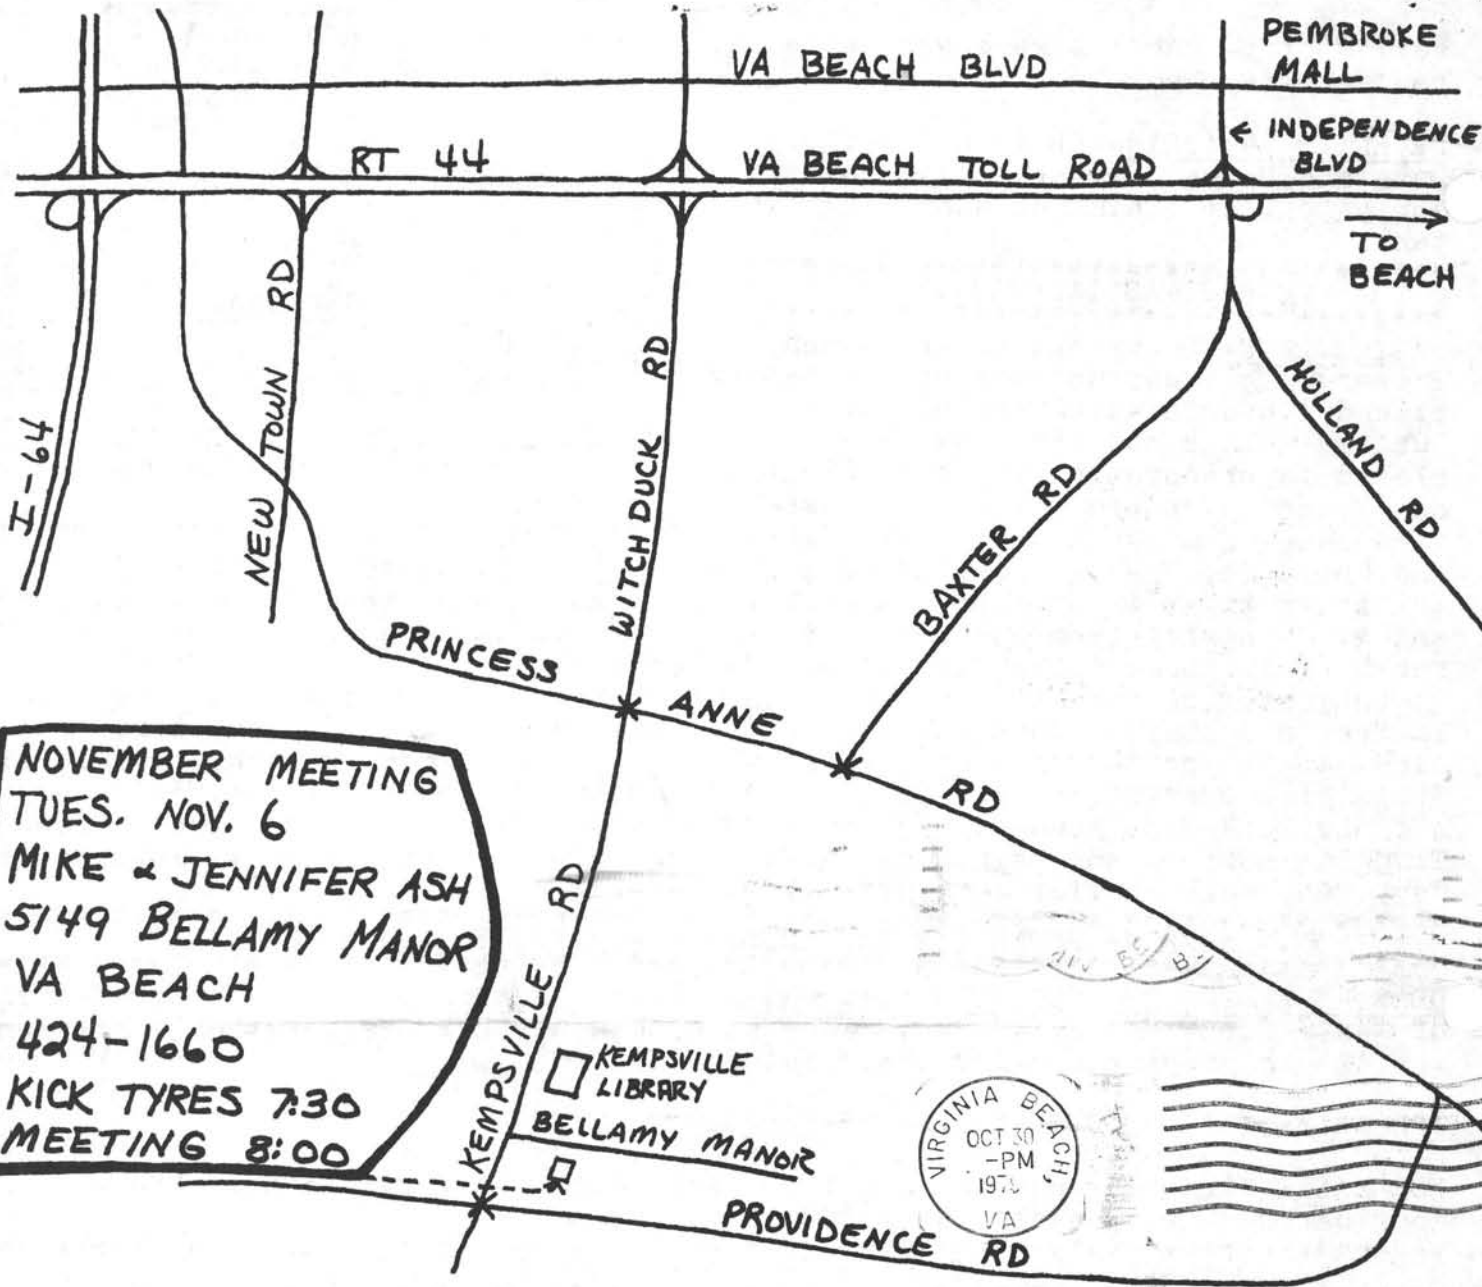 PEMBROKE
MALL
VA BEACH BLVD
← INDEPENDENCE
BLVD
RT 44
VA BEACH TOLL ROAD
TO
BEACH
I-64
NEW TOWN RD
WITCHDUCK RD
BAXTER RD
HOLLAND RD
PRINCESS ANNE RD
NOVEMBER MEETING
TUES. NOV. 6
MIKE & JENNIFER ASH
5149 BELLAMY MANOR
VA BEACH
424-1660
KICK TYRES 7:30
MEETING 8:00
KEMPSVILLE RD
KEMPSVILLE
LIBRARY
BELLAMY MANOR
PROVIDENCE RD
VIRGINIA BEACH,
OCT 30
-PM
VA